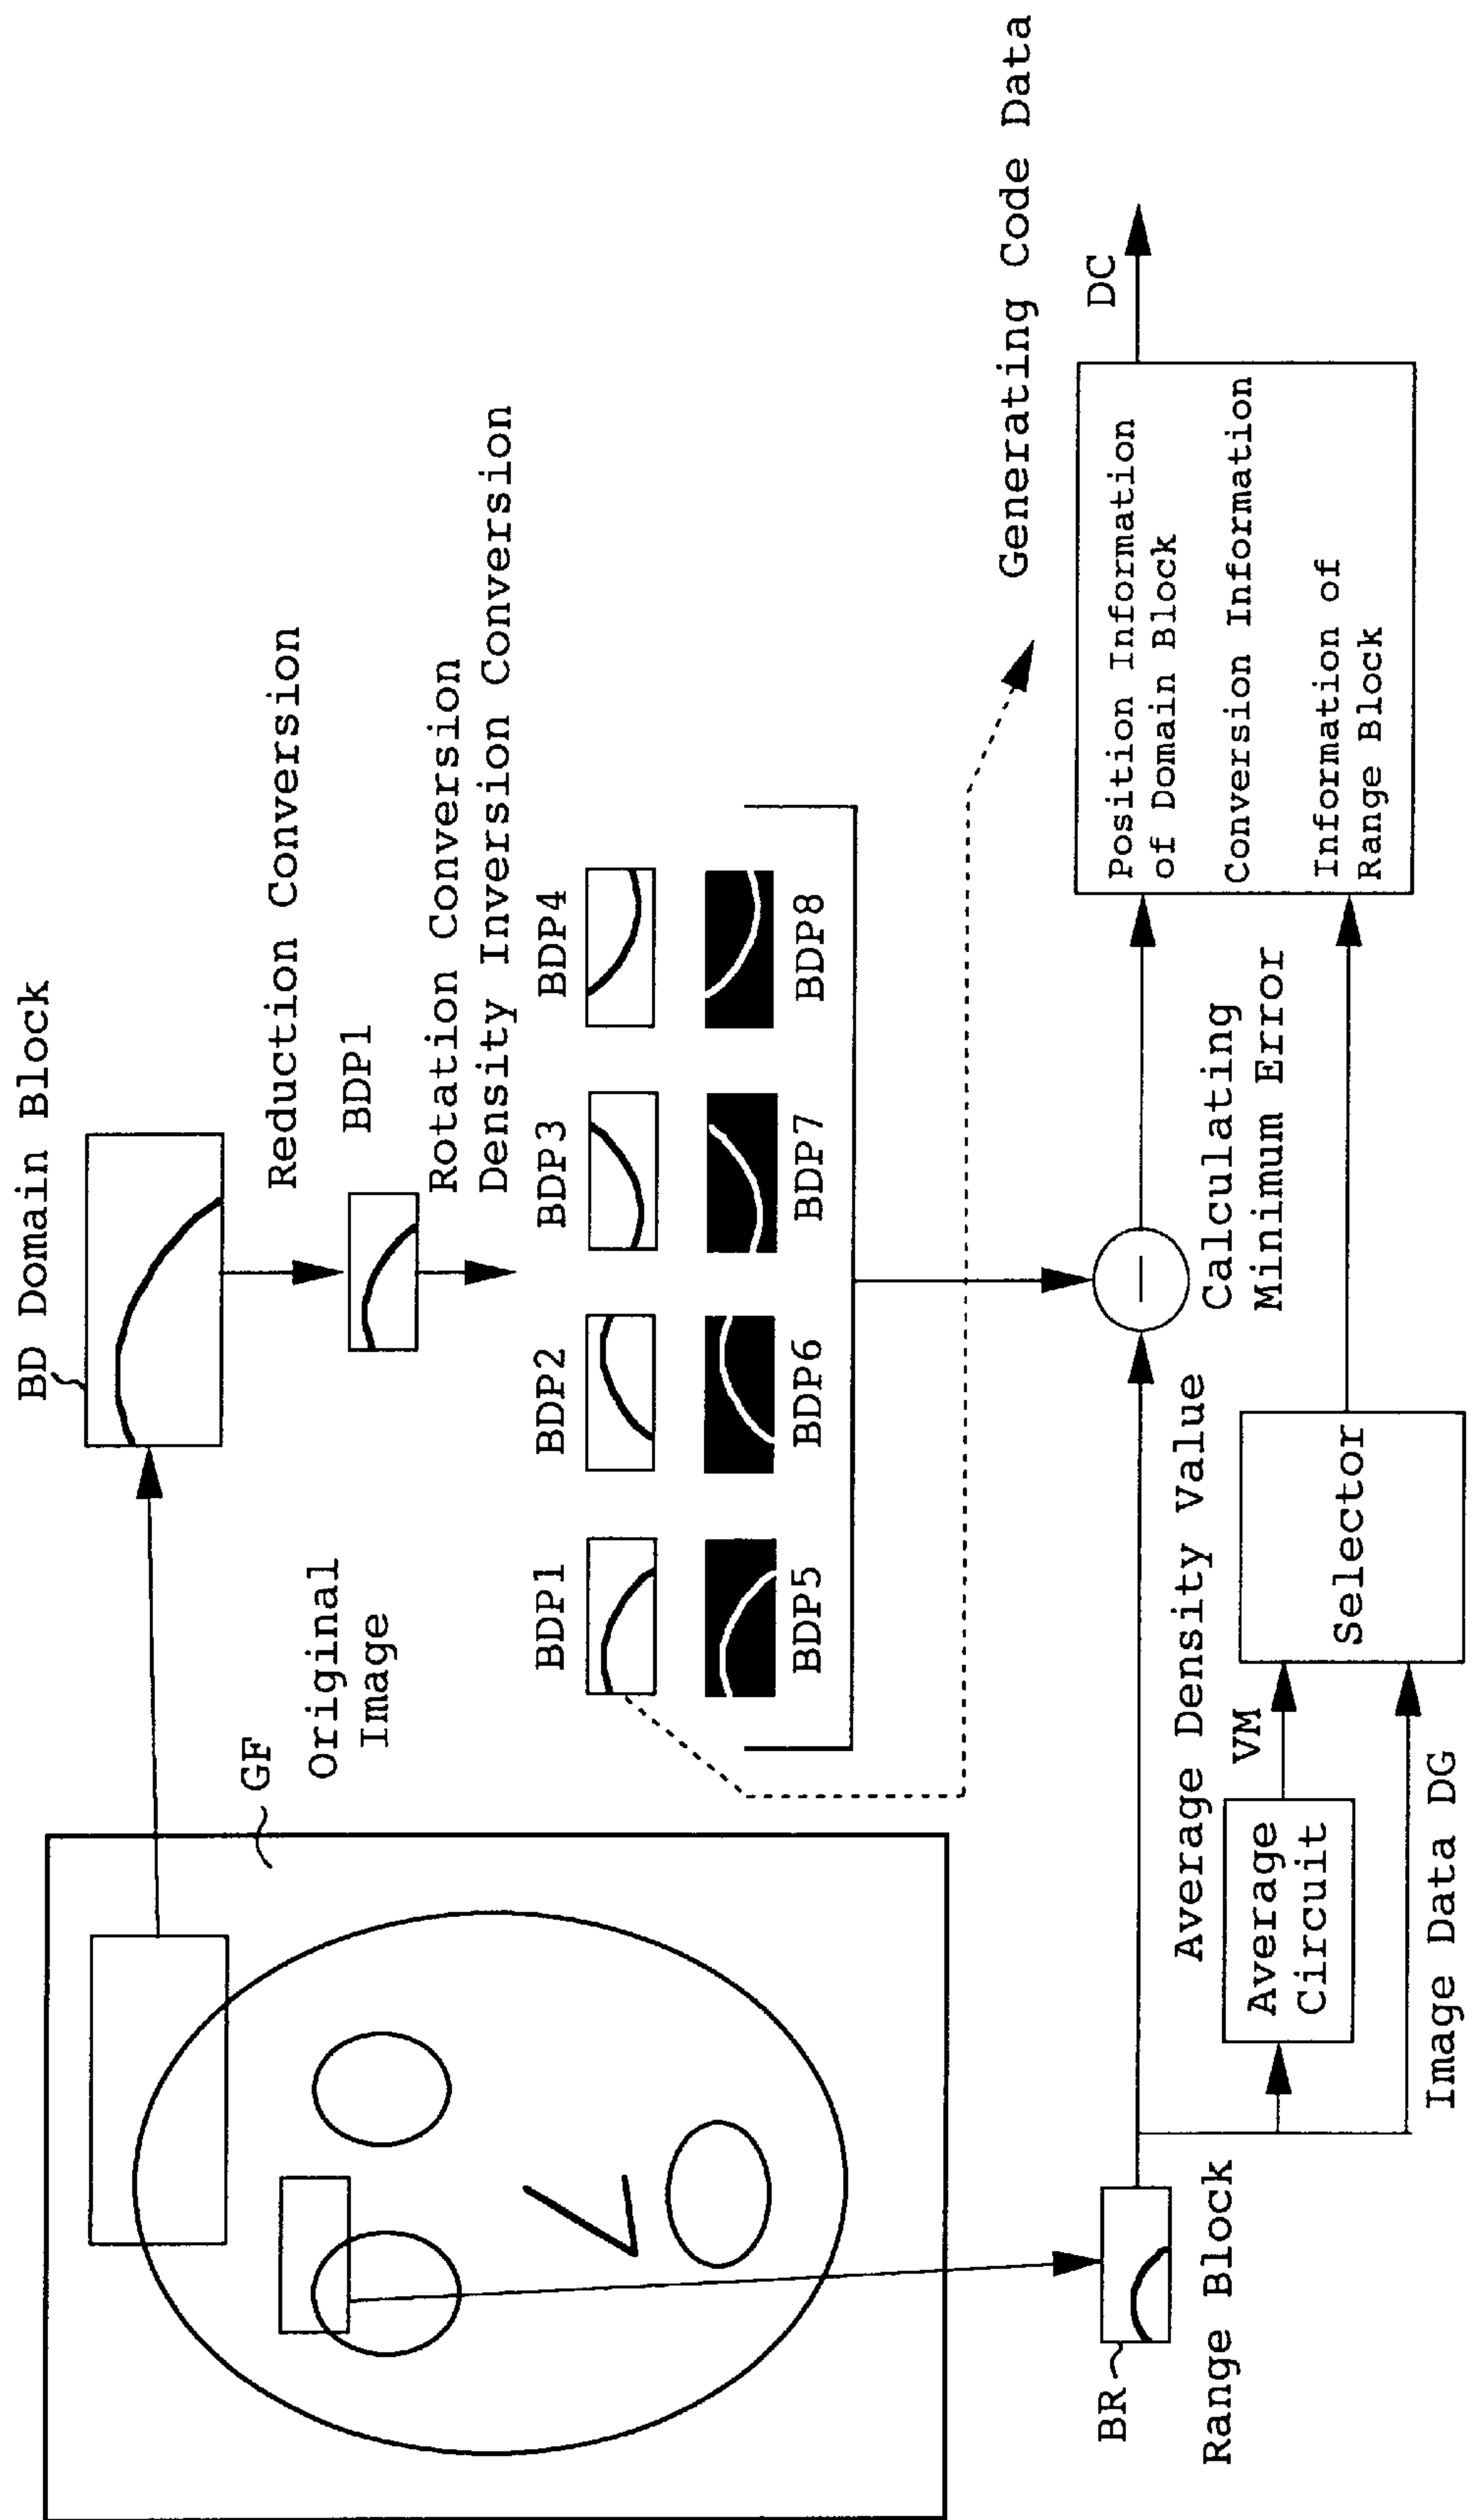 BD Domain Block
Reduction Conversion
BDP1
Rotation Conversion
Density Inversion Conversion
GF
Original
Image
BDP1
BDP2
BDP3
BDP4
BDP5
BDP6
BDP7
BDP8
Generating Code Data
BR
Range Block
Average Density Value
VM
Average
Circuit
Image Data DG
Selector
Calculating
Minimum Error
Position Information
of Domain Block
Conversion Information
Information of
Range Block
DC